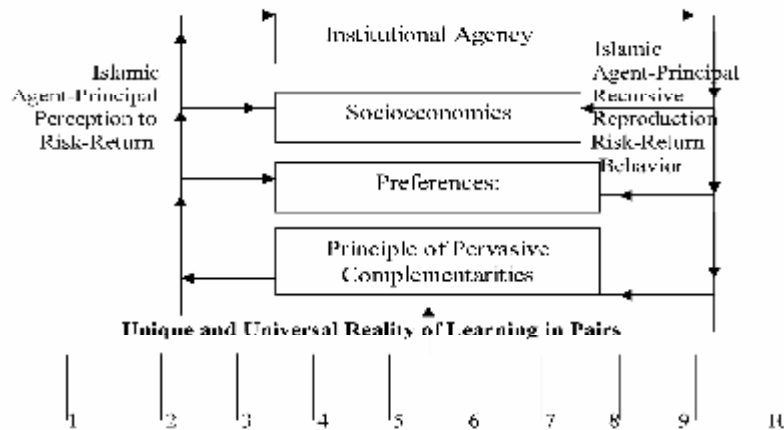 Institutional Agency
Islamic
Agent-Principal
Perception to
Risk-Return
Islamic
Agent-Principal
Recursive
Reproduction
Risk-Return
Behavior
Socioeconomics
Preferences:
Principle of Pervasive
Complementarities
Unique and Universal Reality of Learning in Pairs
1 2 3 4 5 6 7 8 9